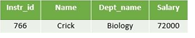 Instr_id Name Dept_name Salary
766 Crick Biology 72000